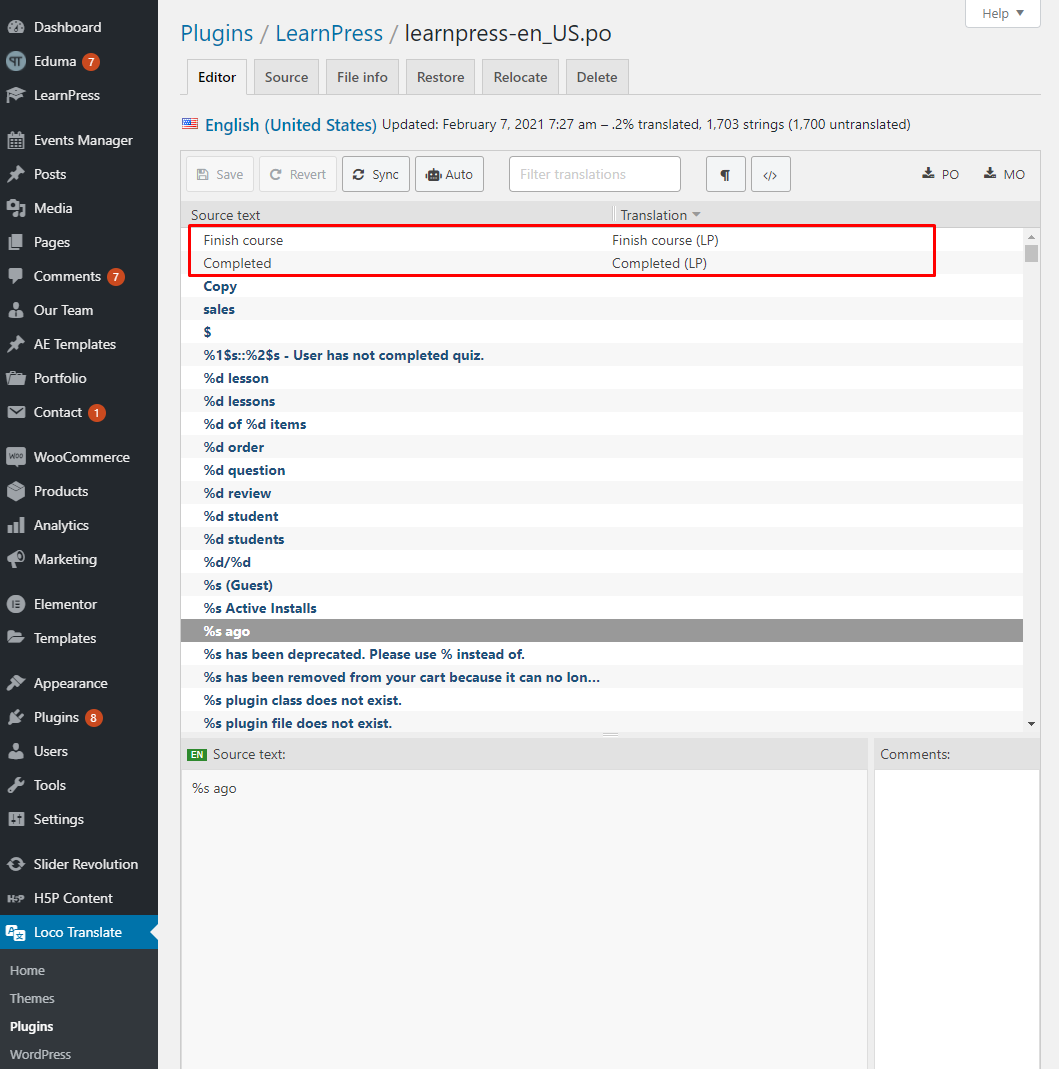 Help
Plugins / LearnPress / learnpress-en_US.po
Editor Source File info Restore Relocate Delete
English (United States) Updated: February 7, 2021 7:27 am – .2% translated, 1,703 strings (1,700 untranslated)
Save Revert Sync Auto Filter translations ¶ </> PO MO
Source text Translation
Finish course Finish course (LP)
Completed Completed (LP)
Copy
sales
$
%1$s::%2$s - User has not completed quiz.
%d lesson
%d lessons
%d of %d items
%d order
%d question
%d review
%d student
%d students
%d/%d
%s (Guest)
%s Active Installs
%s ago
%s has been deprecated. Please use % instead of.
%s has been removed from your cart because it can no lon...
%s plugin class does not exist.
%s plugin file does not exist.
EN Source text:
%s ago
Comments:
Dashboard
Eduma 7
LearnPress
Events Manager
Posts
Media
Pages
Comments 7
Our Team
AE Templates
Portfolio
Contact 1
Woo WooCommerce
Products
Analytics
Marketing
Elementor
Templates
Appearance
Plugins 8
Users
Tools
Settings
Slider Revolution
H5P H5P Content
Loco Translate
Home
Themes
Plugins
WordPress